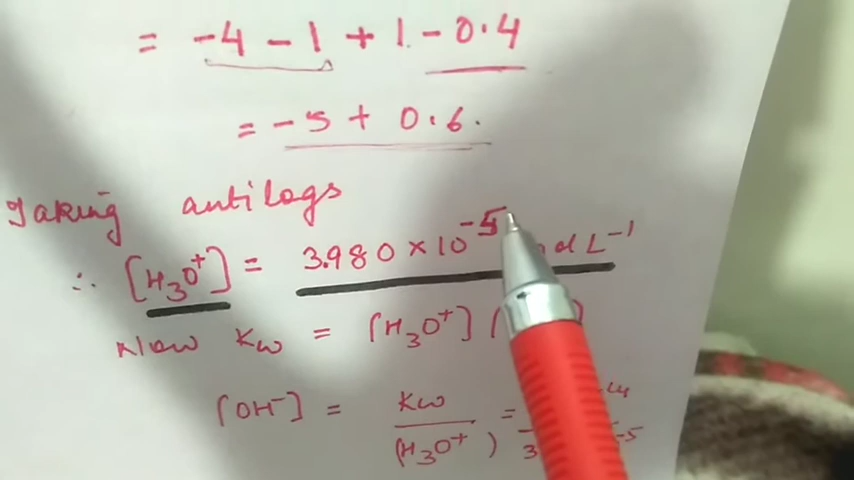 = -4 - 1 + 1 - 0.4
= -5 + 0.6.
Taking antilogs
∴ [H₃O⁺] = 3.980 × 10⁻⁵ L⁻¹
Now Kw = [H₃O⁺] [
[OH⁻] = Kw / (H₃O⁺) =